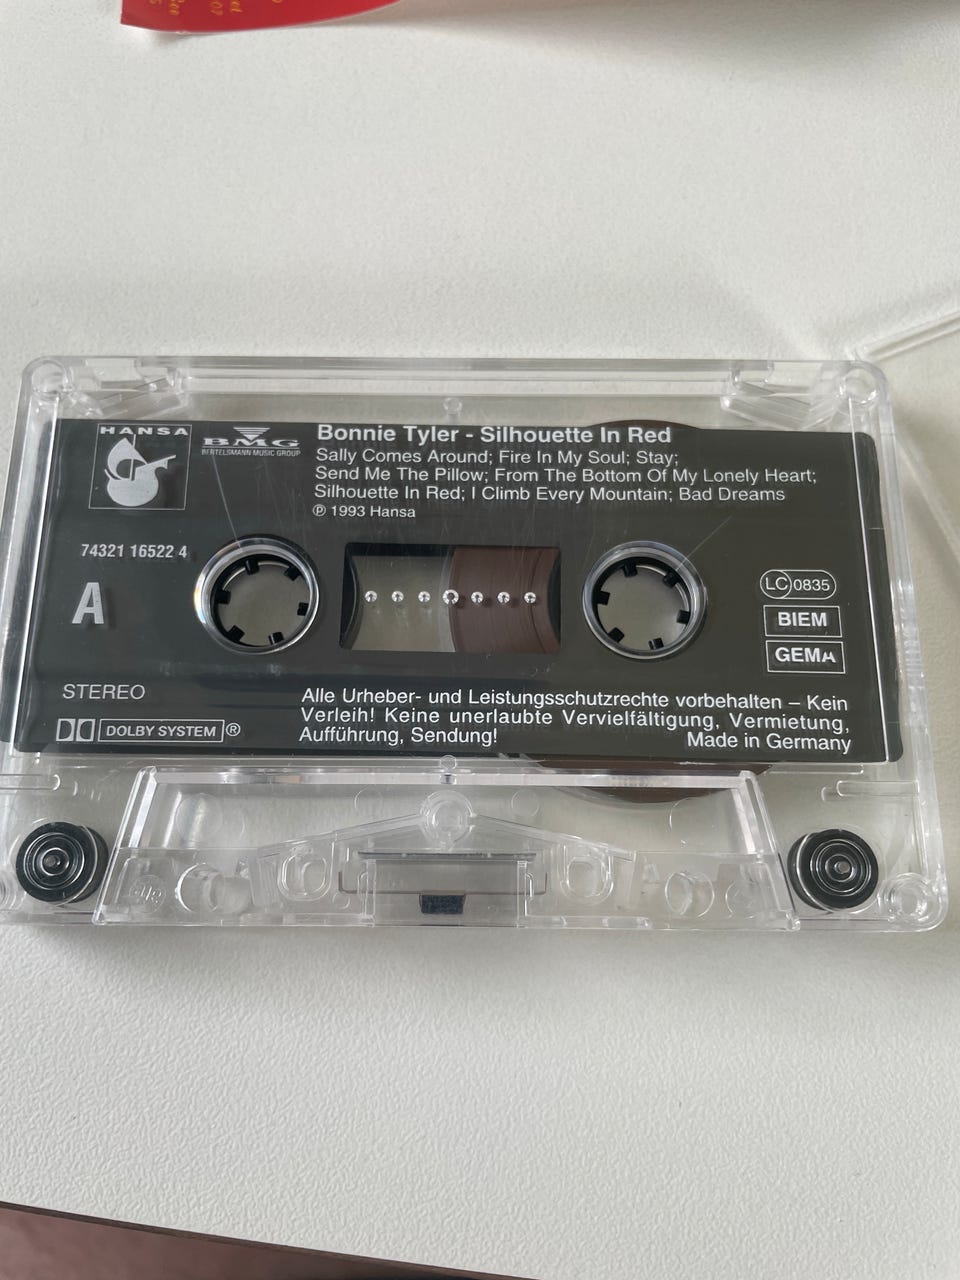 HANSA
BMG
BERTELSMANN MUSIC GROUP
Bonnie Tyler - Silhouette In Red
Sally Comes Around; Fire In My Soul; Stay;
Send Me The Pillow; From The Bottom Of My Lonely Heart;
Silhouette In Red; I Climb Every Mountain; Bad Dreams
℗ 1993 Hansa
74321 16522 4
A
LC 0835
BIEM
GEMA
STEREO
DOLBY SYSTEM®
Alle Urheber- und Leistungsschutzrechte vorbehalten – Kein
Verleih! Keine unerlaubte Vervielfältigung, Vermietung,
Aufführung, Sendung! Made in Germany